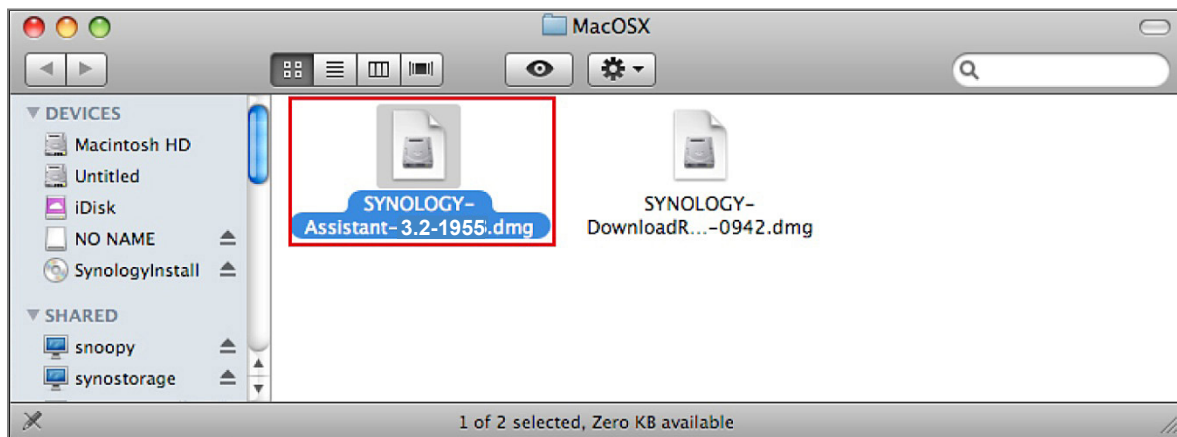 MacOSX
DEVICES
Macintosh HD
Untitled
iDisk
NO NAME
SynologyInstall
SHARED
snoopy
synostorage
SYNOLOGY-
Assistant-3.2-1955.dmg
SYNOLOGY-
DownloadR...-0942.dmg
1 of 2 selected, Zero KB available